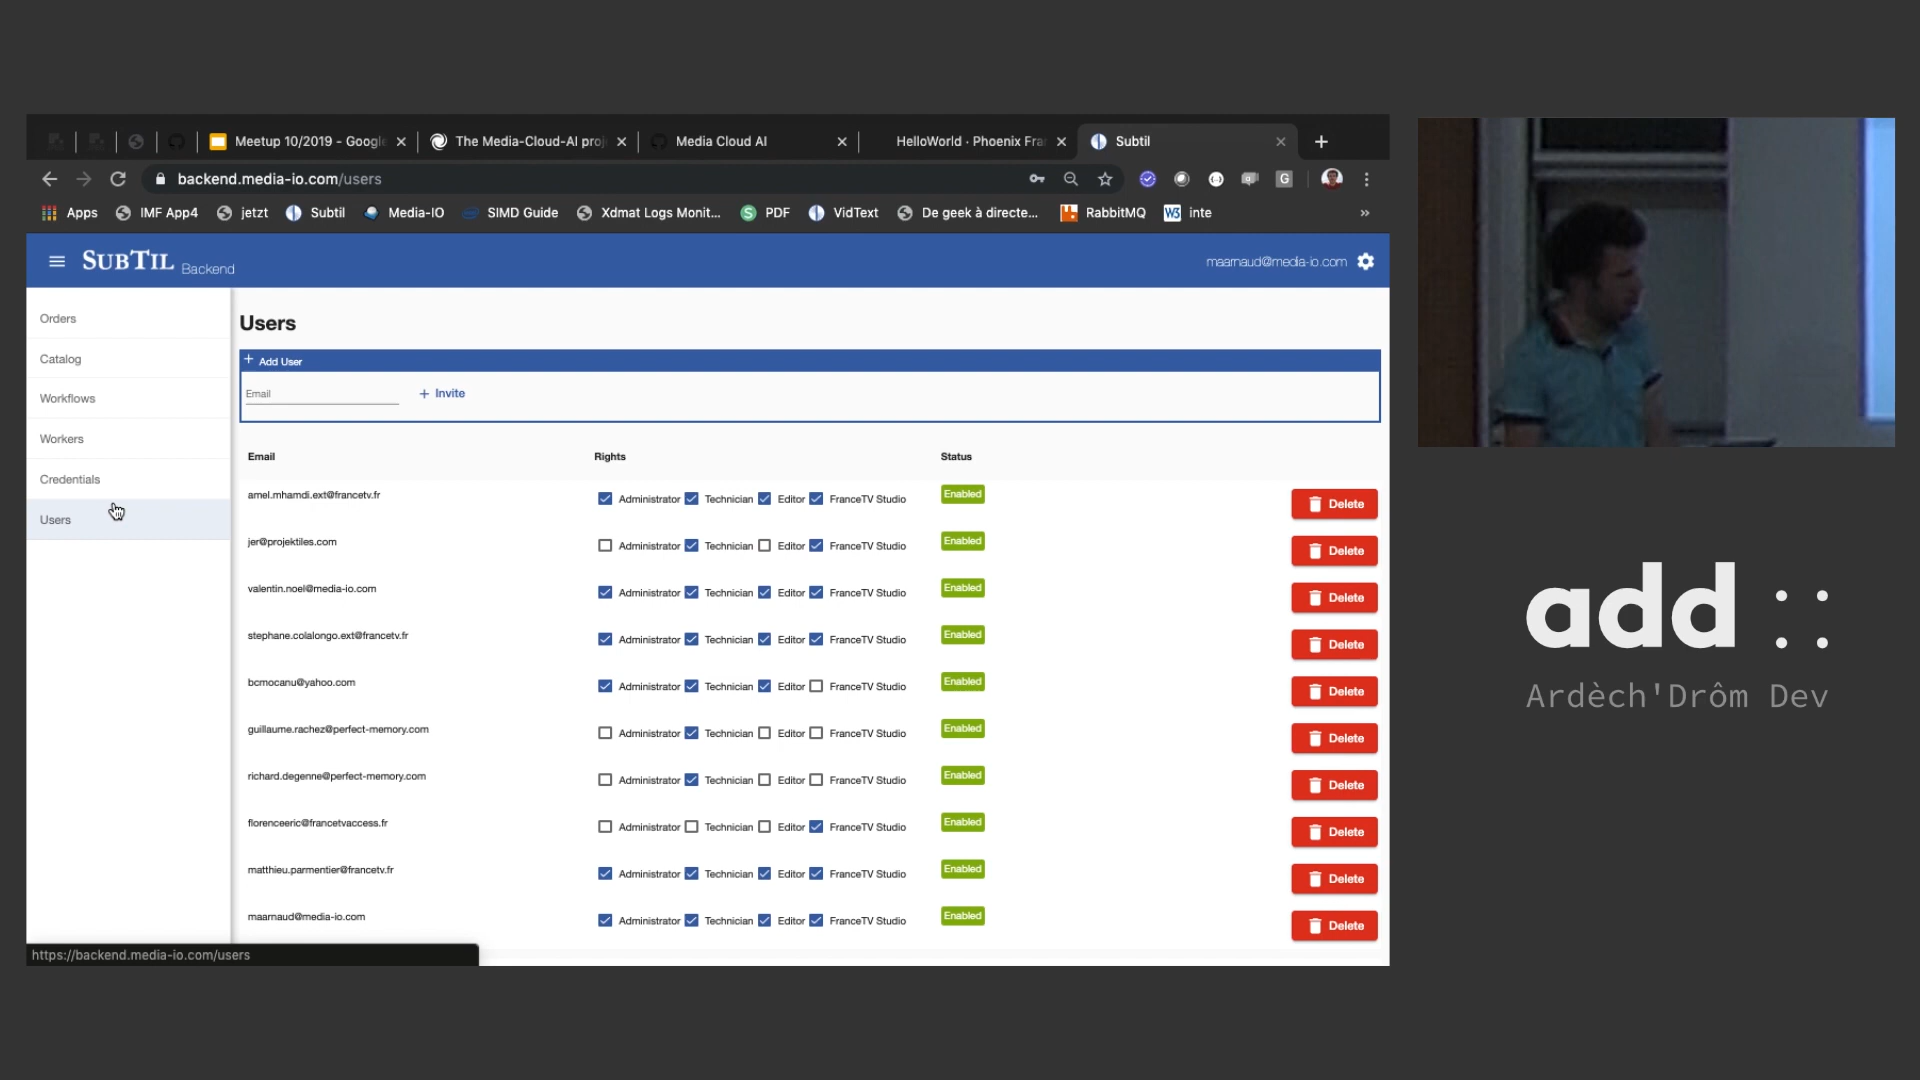 Meetup 10/2019 - Google
The Media-Cloud-AI proj
Media Cloud AI
HelloWorld · Phoenix Fra
Subtil
backend.media-io.com/users
G
Apps
IMF App4
jetzt
Subtil
Media-IO
SIMD Guide
Xdmat Logs Monit...
S PDF
VidText
De geek à directe...
RabbitMQ
W3 inte
»
SUBTIL Backend
maarnaud@media-io.com
Orders
Catalog
Workflows
Workers
Credentials
Users
Users
+ Add User
Email
+ Invite
Email Rights Status
amel.mhamdi.ext@francetv.fr Administrator Technician Editor FranceTV Studio Enabled Delete
jer@projektiles.com Administrator Technician Editor FranceTV Studio Enabled Delete
valentin.noel@media-io.com Administrator Technician Editor FranceTV Studio Enabled Delete
stephane.colalongo.ext@francetv.fr Administrator Technician Editor FranceTV Studio Enabled Delete
bcmocanu@yahoo.com Administrator Technician Editor FranceTV Studio Enabled Delete
guillaume.rachez@perfect-memory.com Administrator Technician Editor FranceTV Studio Enabled Delete
richard.degenne@perfect-memory.com Administrator Technician Editor FranceTV Studio Enabled Delete
florenceeric@francetvaccess.fr Administrator Technician Editor FranceTV Studio Enabled Delete
matthieu.parmentier@francetv.fr Administrator Technician Editor FranceTV Studio Enabled Delete
maarnaud@media-io.com Administrator Technician Editor FranceTV Studio Enabled Delete
https://backend.media-io.com/users
add ::
Ardèch'Drôm Dev